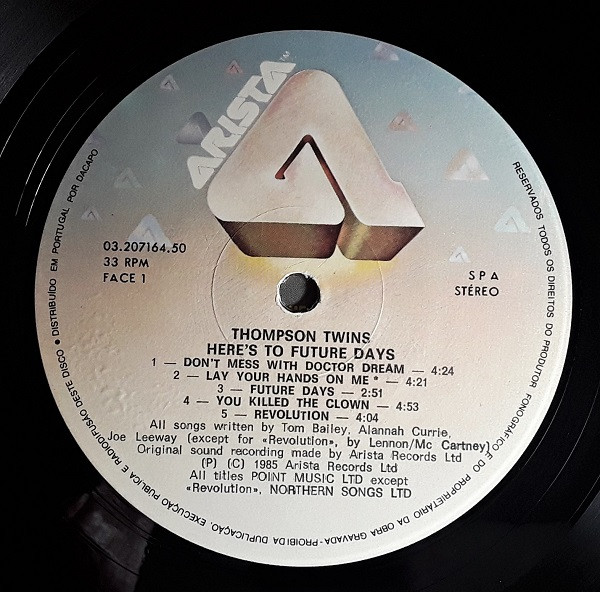 ARISTA™
03.207164.50
33 RPM
FACE 1
S P A
STÉREO
THOMPSON TWINS
HERE'S TO FUTURE DAYS
1 — DON'T MESS WITH DOCTOR DREAM — 4:24
2 — LAY YOUR HANDS ON ME * — 4:21
3 — FUTURE DAYS — 2:51
4 — YOU KILLED THE CLOWN — 4:53
5 — REVOLUTION — 4:04
All songs written by Tom Bailey, Alannah Currie,
Joe Leeway (except for «Revolution», by Lennon/Mc Cartney)
Original sound recording made by Arista Records Ltd
(P) (C) 1985 Arista Records Ltd
All titles POINT MUSIC LTD except
«Revolution», NORTHERN SONGS LTD
RESERVADOS TODOS OS DIREITOS DO PRODUTOR FONOGRÁFICO E DO PROPRIETÁRIO DA OBRA GRAVADA - PROIBIDA DUPLICAÇÃO, EXECUÇÃO PÚBLICA E RADIODIFUSÃO DESTE DISCO • DISTRIBUÍDO EM PORTUGAL POR DACAPO